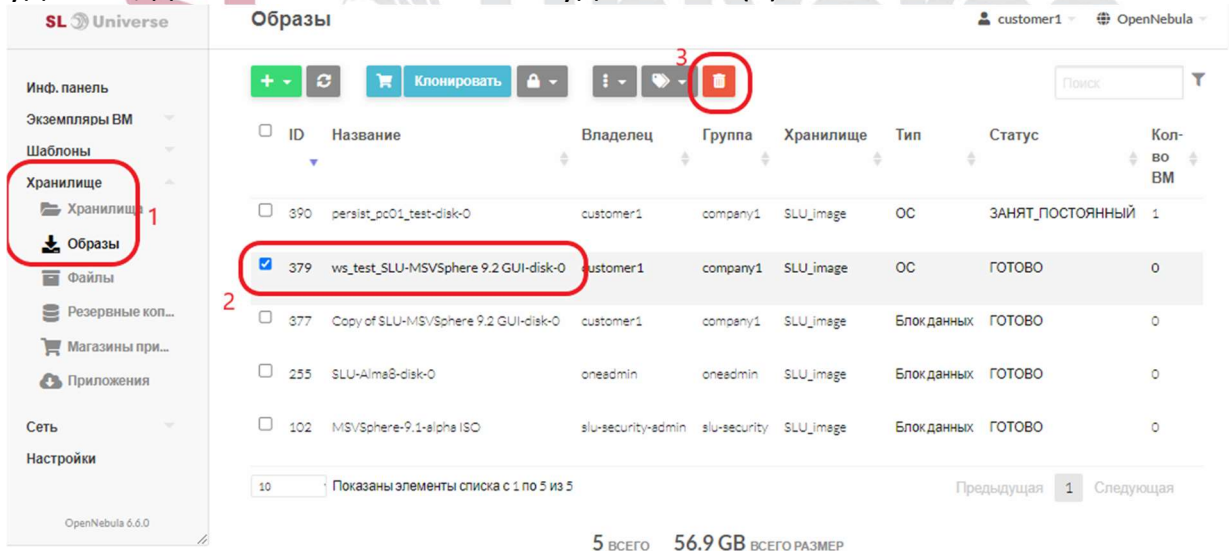 SL Universe
Образы
customer1
OpenNebula
Инф. панель
Экземпляры ВМ
Шаблоны
Хранилище
Хранилища
Образы
Файлы
Резервные коп...
Магазины при...
Приложения
Сеть
Настройки
OpenNebula 6.6.0
1
2
3
Клонировать
Поиск
ID Название Владелец Группа Хранилище Тип Статус Кол-
во
ВМ
390 persist_pc01_test-disk-0 customer1 company1 SLU_image ОС ЗАНЯТ_ПОСТОЯННЫЙ 1
379 ws_test_SLU-MSVSphere 9.2 GUI-disk-0 customer1 company1 SLU_image ОС ГОТОВО 0
377 Copy of SLU-MSVSphere 9.2 GUI-disk-0 customer1 company1 SLU_image Блок данных ГОТОВО 0
255 SLU-Alma8-disk-0 oneadmin oneadmin SLU_image Блок данных ГОТОВО 0
102 MSVSphere-9.1-alpha ISO slu-security-admin slu-security SLU_image Блок данных ГОТОВО 0
10 Показаны элементы списка с 1 по 5 из 5
Предыдущая 1 Следующая
5 ВСЕГО 56.9 GB ВСЕГО РАЗМЕР